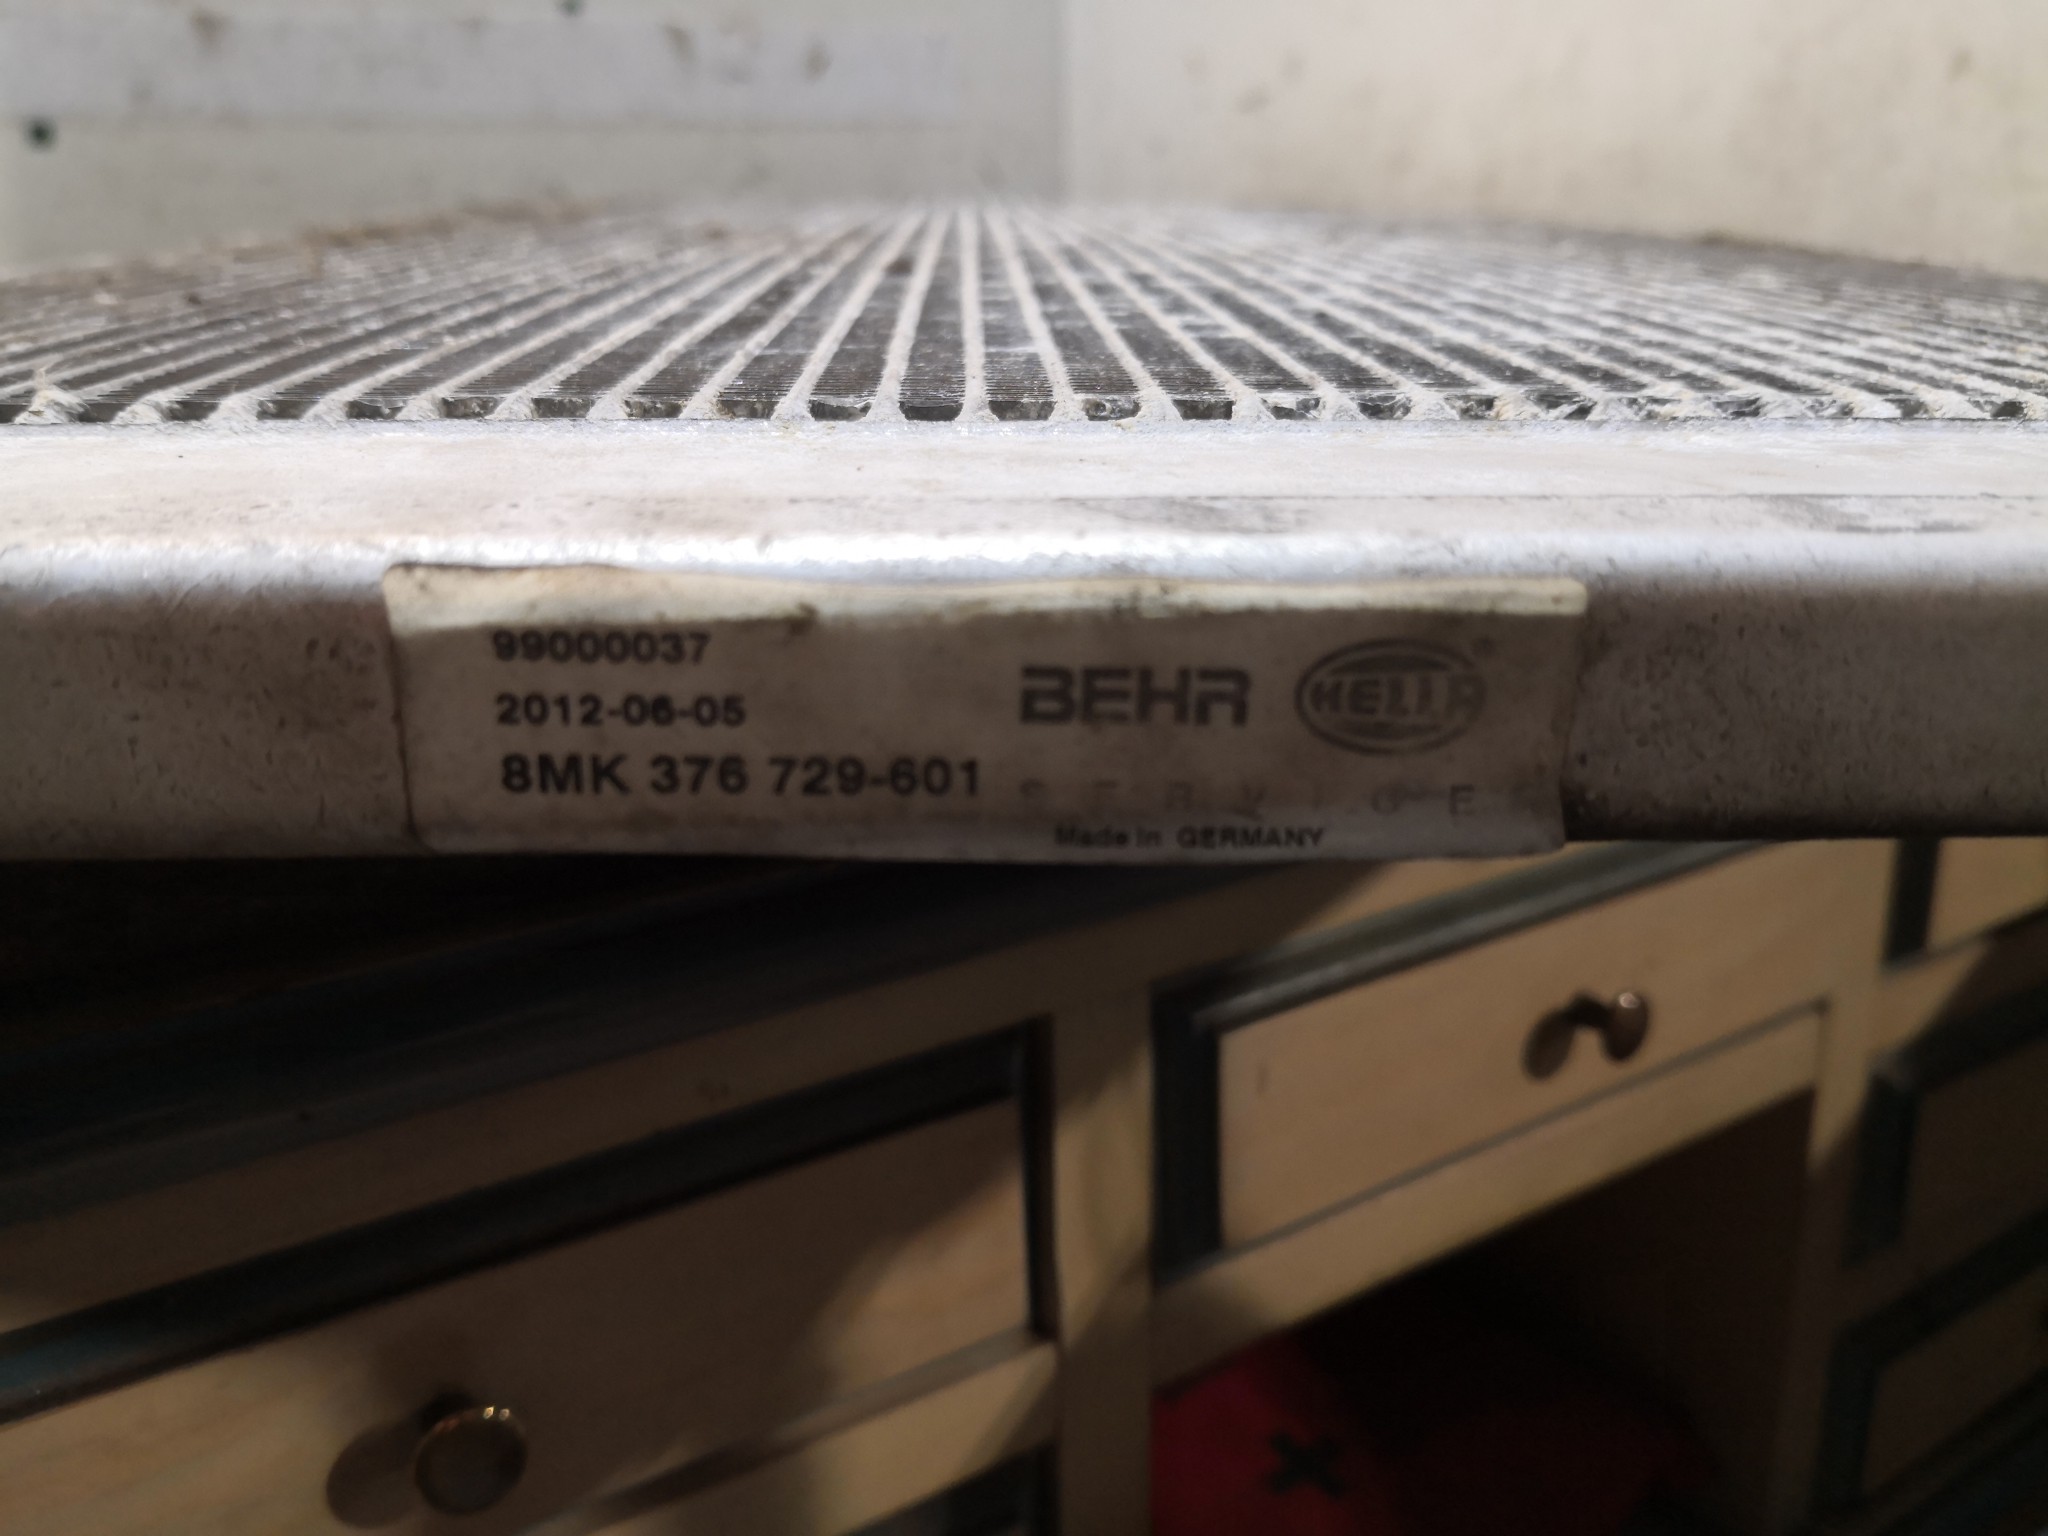 99000037
2012-06-05
8MK 376 729-601
BEHR HELLA
SERVICE
Made in GERMANY